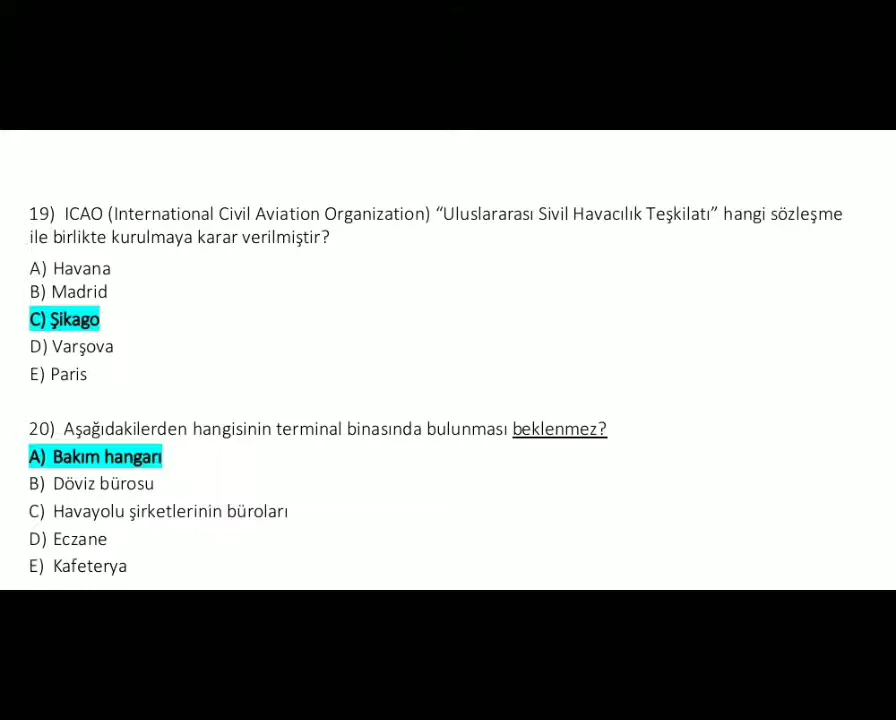 19) ICAO (International Civil Aviation Organization) “Uluslararası Sivil Havacılık Teşkilatı” hangi sözleşme
ile birlikte kurulmaya karar verilmiştir?
A) Havana
B) Madrid
C) Şikago
D) Varşova
E) Paris
20) Aşağıdakilerden hangisinin terminal binasında bulunması beklenmez?
A) Bakım hangarı
B) Döviz bürosu
C) Havayolu şirketlerinin büroları
D) Eczane
E) Kafeterya